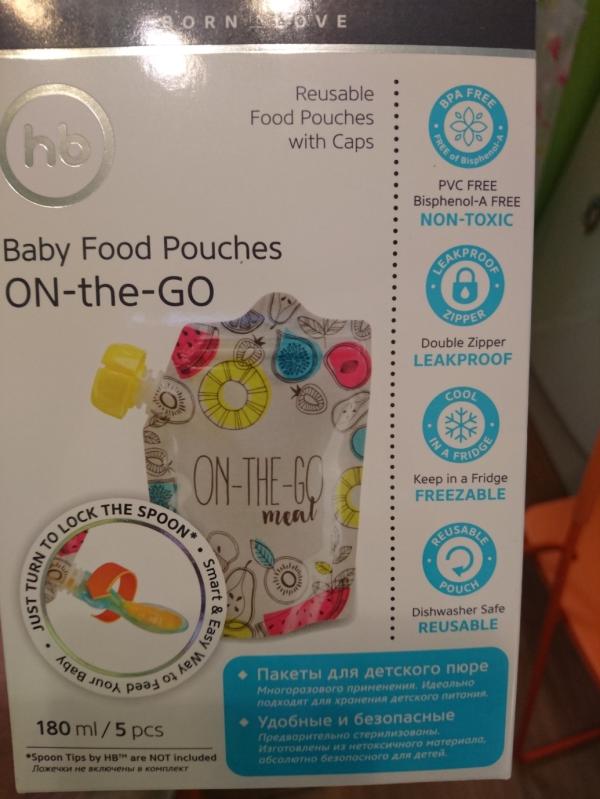 BORN LOVE
hb
Reusable
Food Pouches
with Caps
Baby Food Pouches
ON-the-GO
BPA FREE
FREE of Bisphenol-A
PVC FREE
Bisphenol-A FREE
NON-TOXIC
LEAKPROOF
ZIPPER
Double Zipper
LEAKPROOF
COOL
IN A FRIDGE
Keep in a Fridge
FREEZABLE
REUSABLE
POUCH
Dishwasher Safe
REUSABLE
ON-THE-GO
meal
JUST TURN TO LOCK THE SPOON*
Smart & Easy Way to Feed Your Baby
180 ml / 5 pcs
*Spoon Tips by HB™ are NOT included
Ложечки не включены в комплект
Пакеты для детского пюре
Многоразового применения. Идеально
подходят для хранения детского питания.
Удобные и безопасные
Предварительно стерилизованы.
Изготовлены из нетоксичного материала,
абсолютно безопасного для детей.